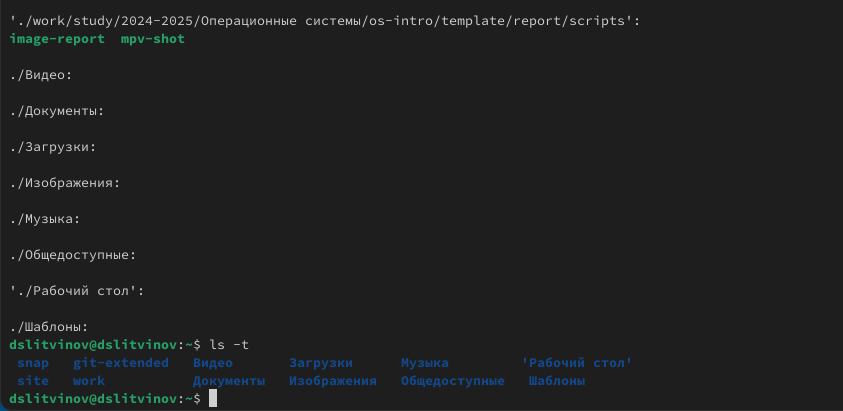 './work/study/2024-2025/Операционные системы/os-intro/template/report/scripts':
image-report  mpv-shot
./Видео:
./Документы:
./Загрузки:
./Изображения:
./Музыка:
./Общедоступные:
'./Рабочий стол':
./Шаблоны:
dslitvinov@dslitvinov:~$ ls -t
 snap   git-extended   Видео       Загрузки      Музыка         'Рабочий стол'
 site   work           Документы   Изображения   Общедоступные   Шаблоны
dslitvinov@dslitvinov:~$